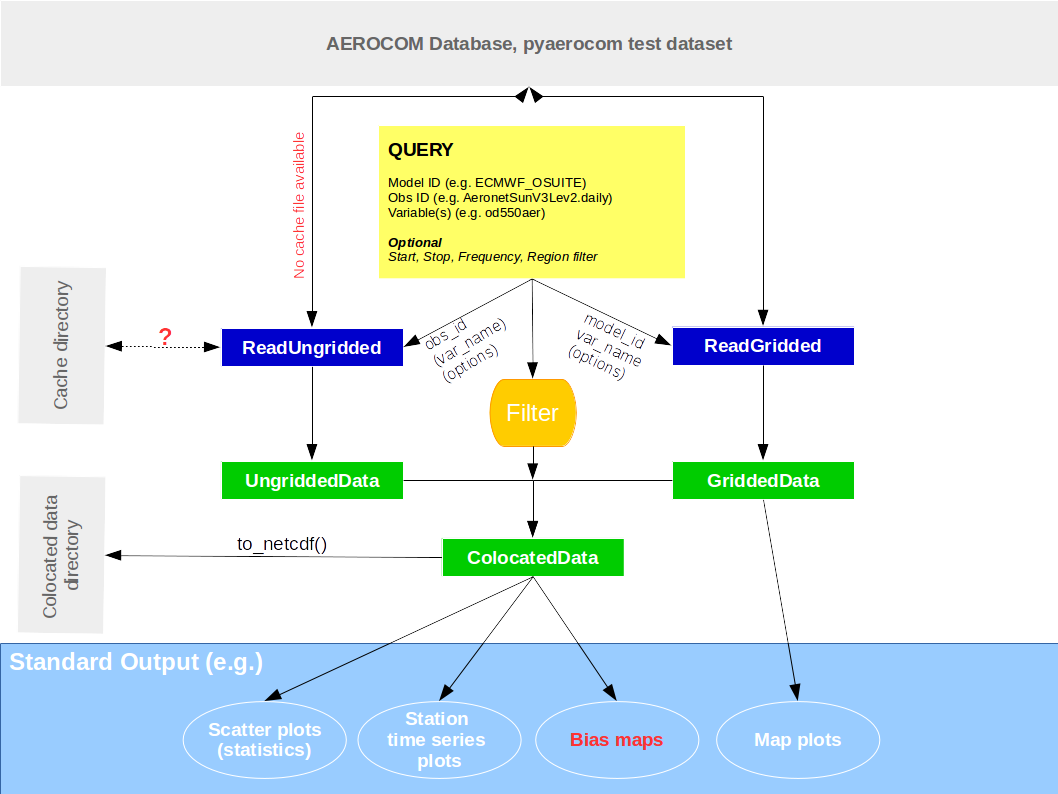 AEROCOM Database, pyaerocom test dataset
No cache file available
QUERY
Model ID (e.g. ECMWF_OSUITE)
Obs ID (e.g. AeronetSunV3Lev2.daily)
Variable(s) (e.g. od550aer)
Optional
Start, Stop, Frequency, Region filter
Cache directory
?
ReadUngridded
obs_id
(var_name)
(options)
model_id
var_name
(options)
ReadGridded
Filter
UngriddedData
GriddedData
Colocated data
directory
to_netcdf()
ColocatedData
Standard Output (e.g.)
Scatter plots
(statistics)
Station
time series
plots
Bias maps
Map plots